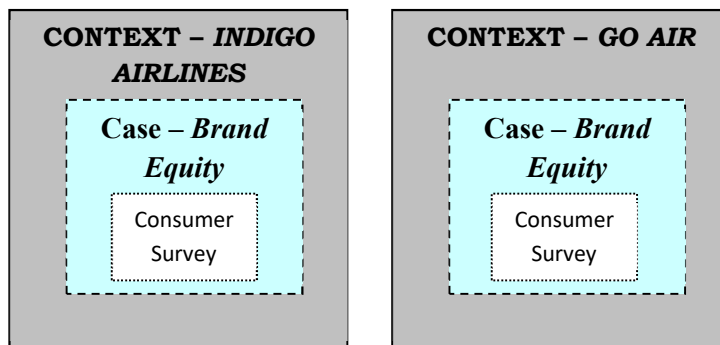 CONTEXT – INDIGO
AIRLINES
Case – Brand
Equity
Consumer
Survey
CONTEXT – GO AIR
Case – Brand
Equity
Consumer
Survey